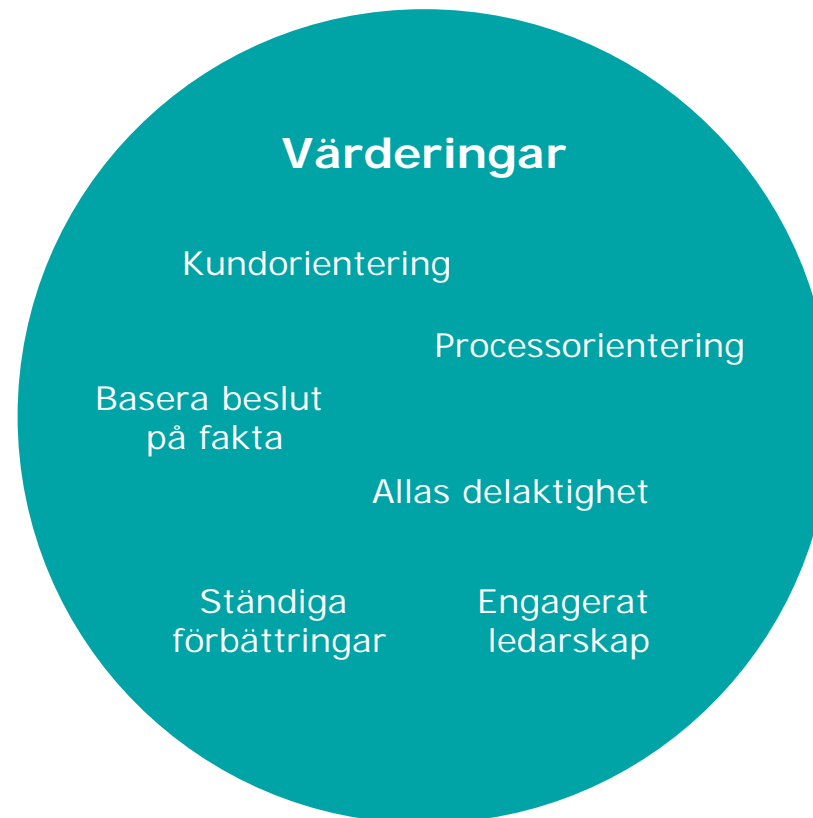 Värderingar
Kundorientering
Processorientering
Basera beslut
på fakta
Allas delaktighet
Ständiga
förbättringar
Engagerat
ledarskap